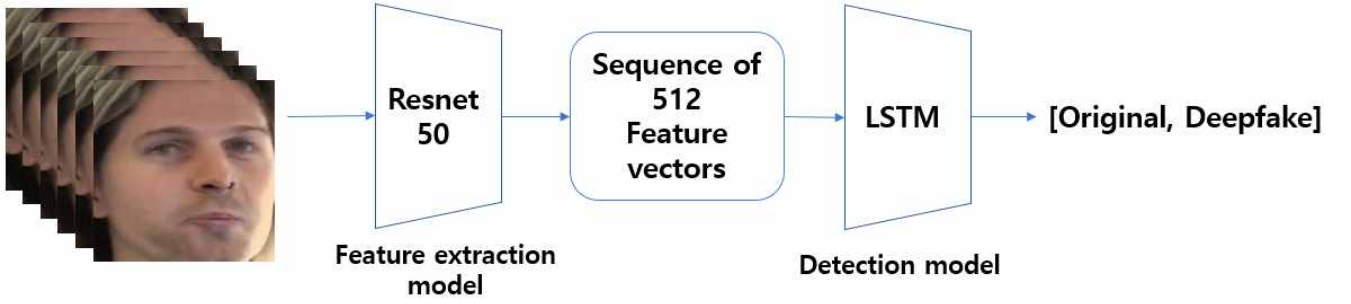 Resnet
50
Feature extraction
model
Sequence of
512
Feature
vectors
LSTM
Detection model
[Original, Deepfake]